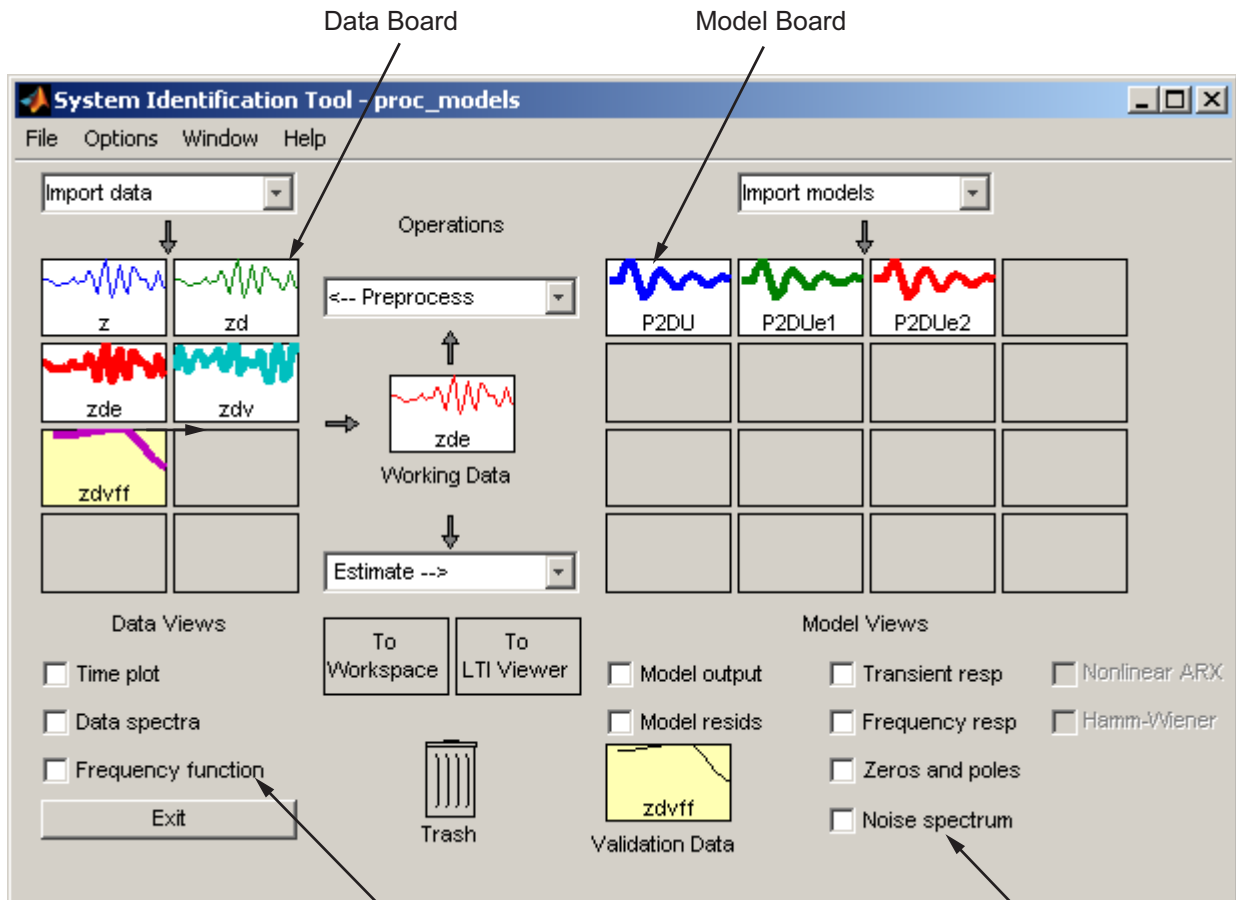 Data Board
Model Board
System Identification Tool - proc_models
File Options Window Help
Import data
Import models
Operations
z
zd
<-- Preprocess
P2DU
P2DUe1
P2DUe2
zde
zdv
zde
Working Data
zdvff
Estimate -->
Data Views
Model Views
To Workspace
To LTI Viewer
Time plot
Model output
Transient resp
Nonlinear ARX
Data spectra
Model resids
Frequency resp
Hamm-Wiener
Frequency function
Zeros and poles
Exit
Trash
zdvff
Validation Data
Noise spectrum